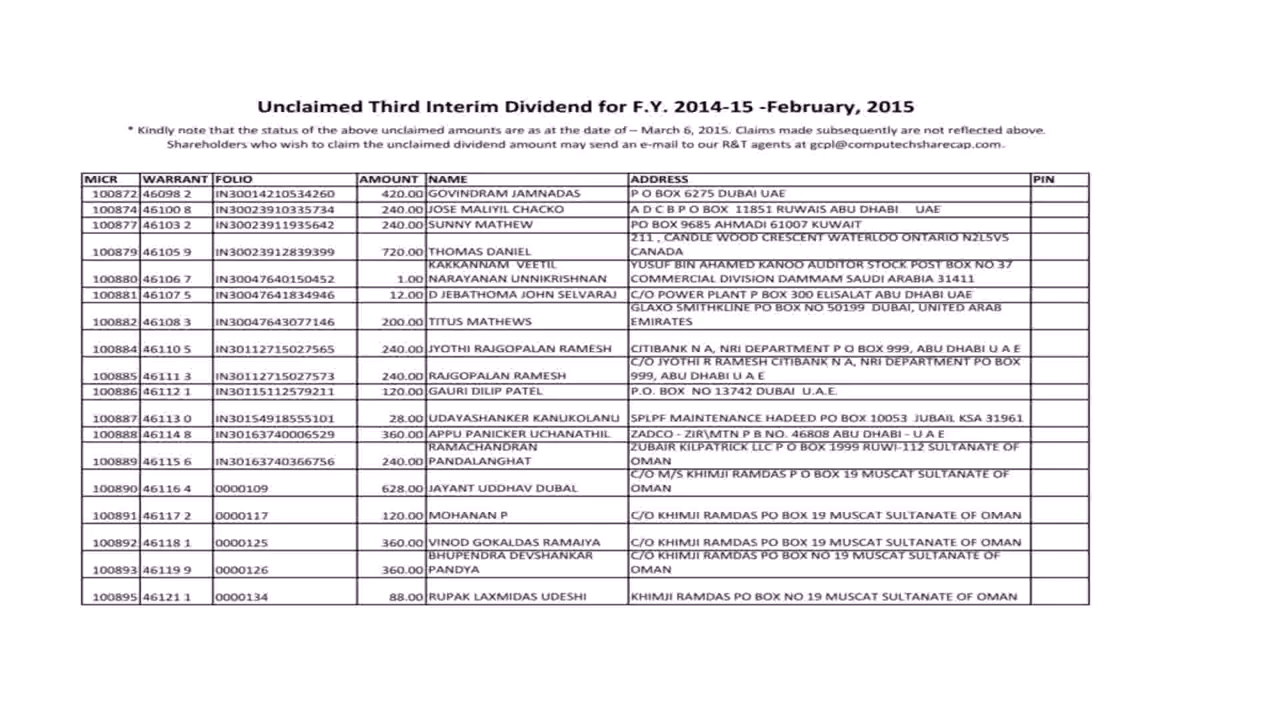 Unclaimed Third Interim Dividend for F.Y. 2014-15 -February, 2015
* Kindly note that the status of the above unclaimed amounts are as at the date of – March 6, 2015. Claims made subsequently are not reflected above.
Shareholders who wish to claim the unclaimed dividend amount may send an e-mail to our R&T agents at gcpl@computechsharecap.com.
MICR WARRANT FOLIO AMOUNT NAME ADDRESS PIN
100872 46098 2 IN30014210534260 420.00 GOVINDRAM JAMNADAS P O BOX 6275 DUBAI UAE
100874 46100 8 IN30023910335734 240.00 JOSE MALIYIL CHACKO A D C B P O BOX 11851 RUWAIS ABU DHABI UAE
100877 46103 2 IN30023911935642 240.00 SUNNY MATHEW PO BOX 9685 AHMADI 61007 KUWAIT
211 , CANDLE WOOD CRESCENT WATERLOO ONTARIO N2L5V5
100879 46105 9 IN30023912839399 720.00 THOMAS DANIEL CANADA
KAKKANNAM VEETIL YUSUF BIN AHAMED KANOO AUDITOR STOCK POST BOX NO 37
100880 46106 7 IN30047640150452 1.00 NARAYANAN UNNIKRISHNAN COMMERCIAL DIVISION DAMMAM SAUDI ARABIA 31411
100881 46107 5 IN30047641834946 12.00 D JEBATHOMA JOHN SELVARAJ C/O POWER PLANT P BOX 300 ELISALAT ABU DHABI UAE
GLAXO SMITHKLINE PO BOX NO 50199 DUBAI, UNITED ARAB
100882 46108 3 IN30047643077146 200.00 TITUS MATHEWS EMIRATES
100884 46110 5 IN30112715027565 240.00 JYOTHI RAJGOPALAN RAMESH CITIBANK N A, NRI DEPARTMENT P O BOX 999, ABU DHABI U A E
C/O JYOTHI R RAMESH CITIBANK N A, NRI DEPARTMENT PO BOX
100885 46111 3 IN30112715027573 240.00 RAJGOPALAN RAMESH 999, ABU DHABI U A E
100886 46112 1 IN30115112579211 120.00 GAURI DILIP PATEL P.O. BOX NO 13742 DUBAI U.A.E.
100887 46113 0 IN30154918555101 28.00 UDAYASHANKER KANUKOLANU SPLPF MAINTENANCE HADEED PO BOX 10053 JUBAIL KSA 31961
100888 46114 8 IN30163740006529 360.00 APPU PANICKER UCHANATHIL ZADCO - ZIR\MTN P B NO. 46808 ABU DHABI - U A E
RAMACHANDRAN ZUBAIR KILPATRICK LLC P O BOX 1999 RUWI-112 SULTANATE OF
100889 46115 6 IN30163740366756 240.00 PANDALANGHAT OMAN
C/O M/S KHIMJI RAMDAS P O BOX 19 MUSCAT SULTANATE OF
100890 46116 4 0000109 628.00 JAYANT UDDHAV DUBAL OMAN
100891 46117 2 0000117 120.00 MOHANAN P C/O KHIMJI RAMDAS PO BOX 19 MUSCAT SULTANATE OF OMAN
100892 46118 1 0000125 360.00 VINOD GOKALDAS RAMAIYA C/O KHIMJI RAMDAS PO BOX 19 MUSCAT SULTANATE OF OMAN
BHUPENDRA DEVSHANKAR C/O KHIMJI RAMDAS PO BOX NO 19 MUSCAT SULTANATE OF
100893 46119 9 0000126 360.00 PANDYA OMAN
100895 46121 1 0000134 88.00 RUPAK LAXMIDAS UDESHI KHIMJI RAMDAS PO BOX NO 19 MUSCAT SULTANATE OF OMAN